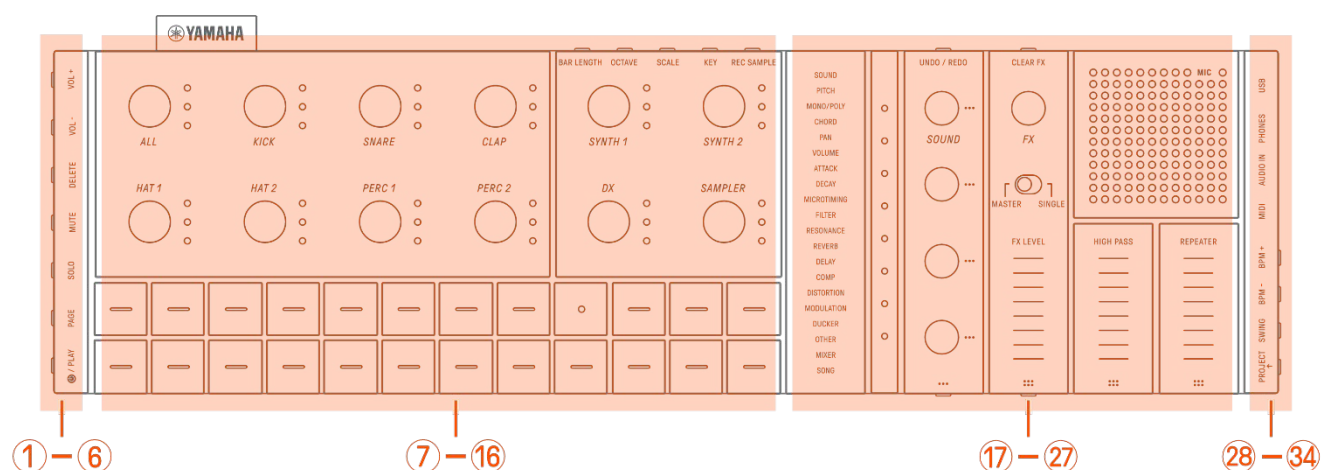 YAMAHA
BAR LENGTH OCTAVE SCALE KEY REC SAMPLE
ALL KICK SNARE CLAP SYNTH 1 SYNTH 2
HAT 1 HAT 2 PERC 1 PERC 2 DX SAMPLER
VOL +
VOL -
DELETE
MUTE
SOLO
PAGE
/ PLAY
SOUND
PITCH
MONO/POLY
CHORD
PAN
VOLUME
ATTACK
DECAY
MICROTIMING
FILTER
RESONANCE
REVERB
DELAY
COMP
DISTORTION
MODULATION
DUCKER
OTHER
MIXER
SONG
UNDO / REDO CLEAR FX
MIC
SOUND FX
MASTER SINGLE
FX LEVEL HIGH PASS REPEATER
USB
PHONES
AUDIO IN
MIDI
BPM +
BPM -
SWING
PROJECT ↑
① – ⑥ ⑦ – ⑯ ⑰ – ㉗ ㉘ – ㉞